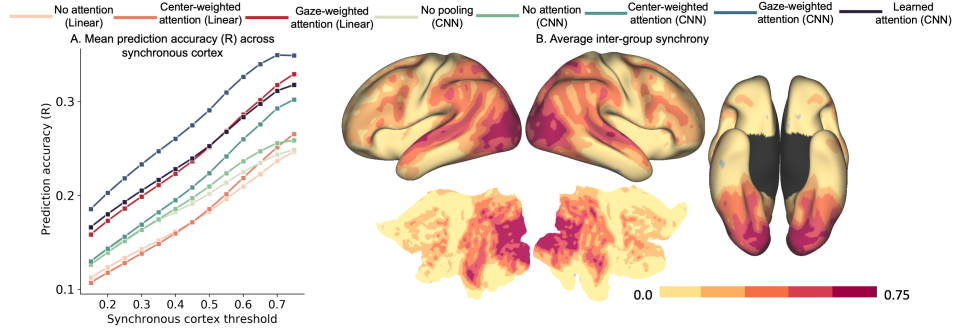 No attention (Linear)
Center-weighted attention (Linear)
Gaze-weighted attention (Linear)
No pooling (CNN)
No attention (CNN)
Center-weighted attention (CNN)
Gaze-weighted attention (CNN)
Learned attention (CNN)
A. Mean prediction accuracy (R) across
synchronous cortex
B. Average inter-group synchrony
Prediction accuracy (R)
0.3
0.2
0.1
0.2
0.3
0.4
0.5
0.6
0.7
Synchronous cortex threshold
0.0
0.75